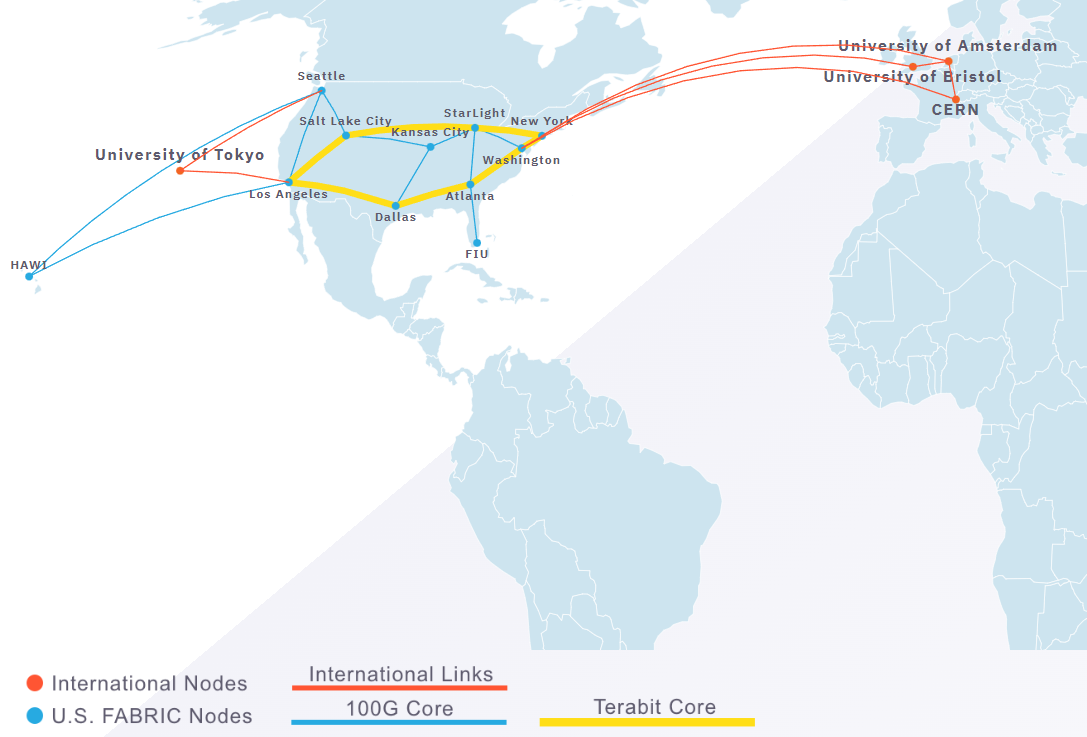 University of Amsterdam
University of Bristol
CERN
Seattle
StarLight
Salt Lake City
New York
Kansas City
University of Tokyo
Washington
Los Angeles
Atlanta
Dallas
FIU
HAWI
International Links
International Nodes
100G Core
Terabit Core
U.S. FABRIC Nodes